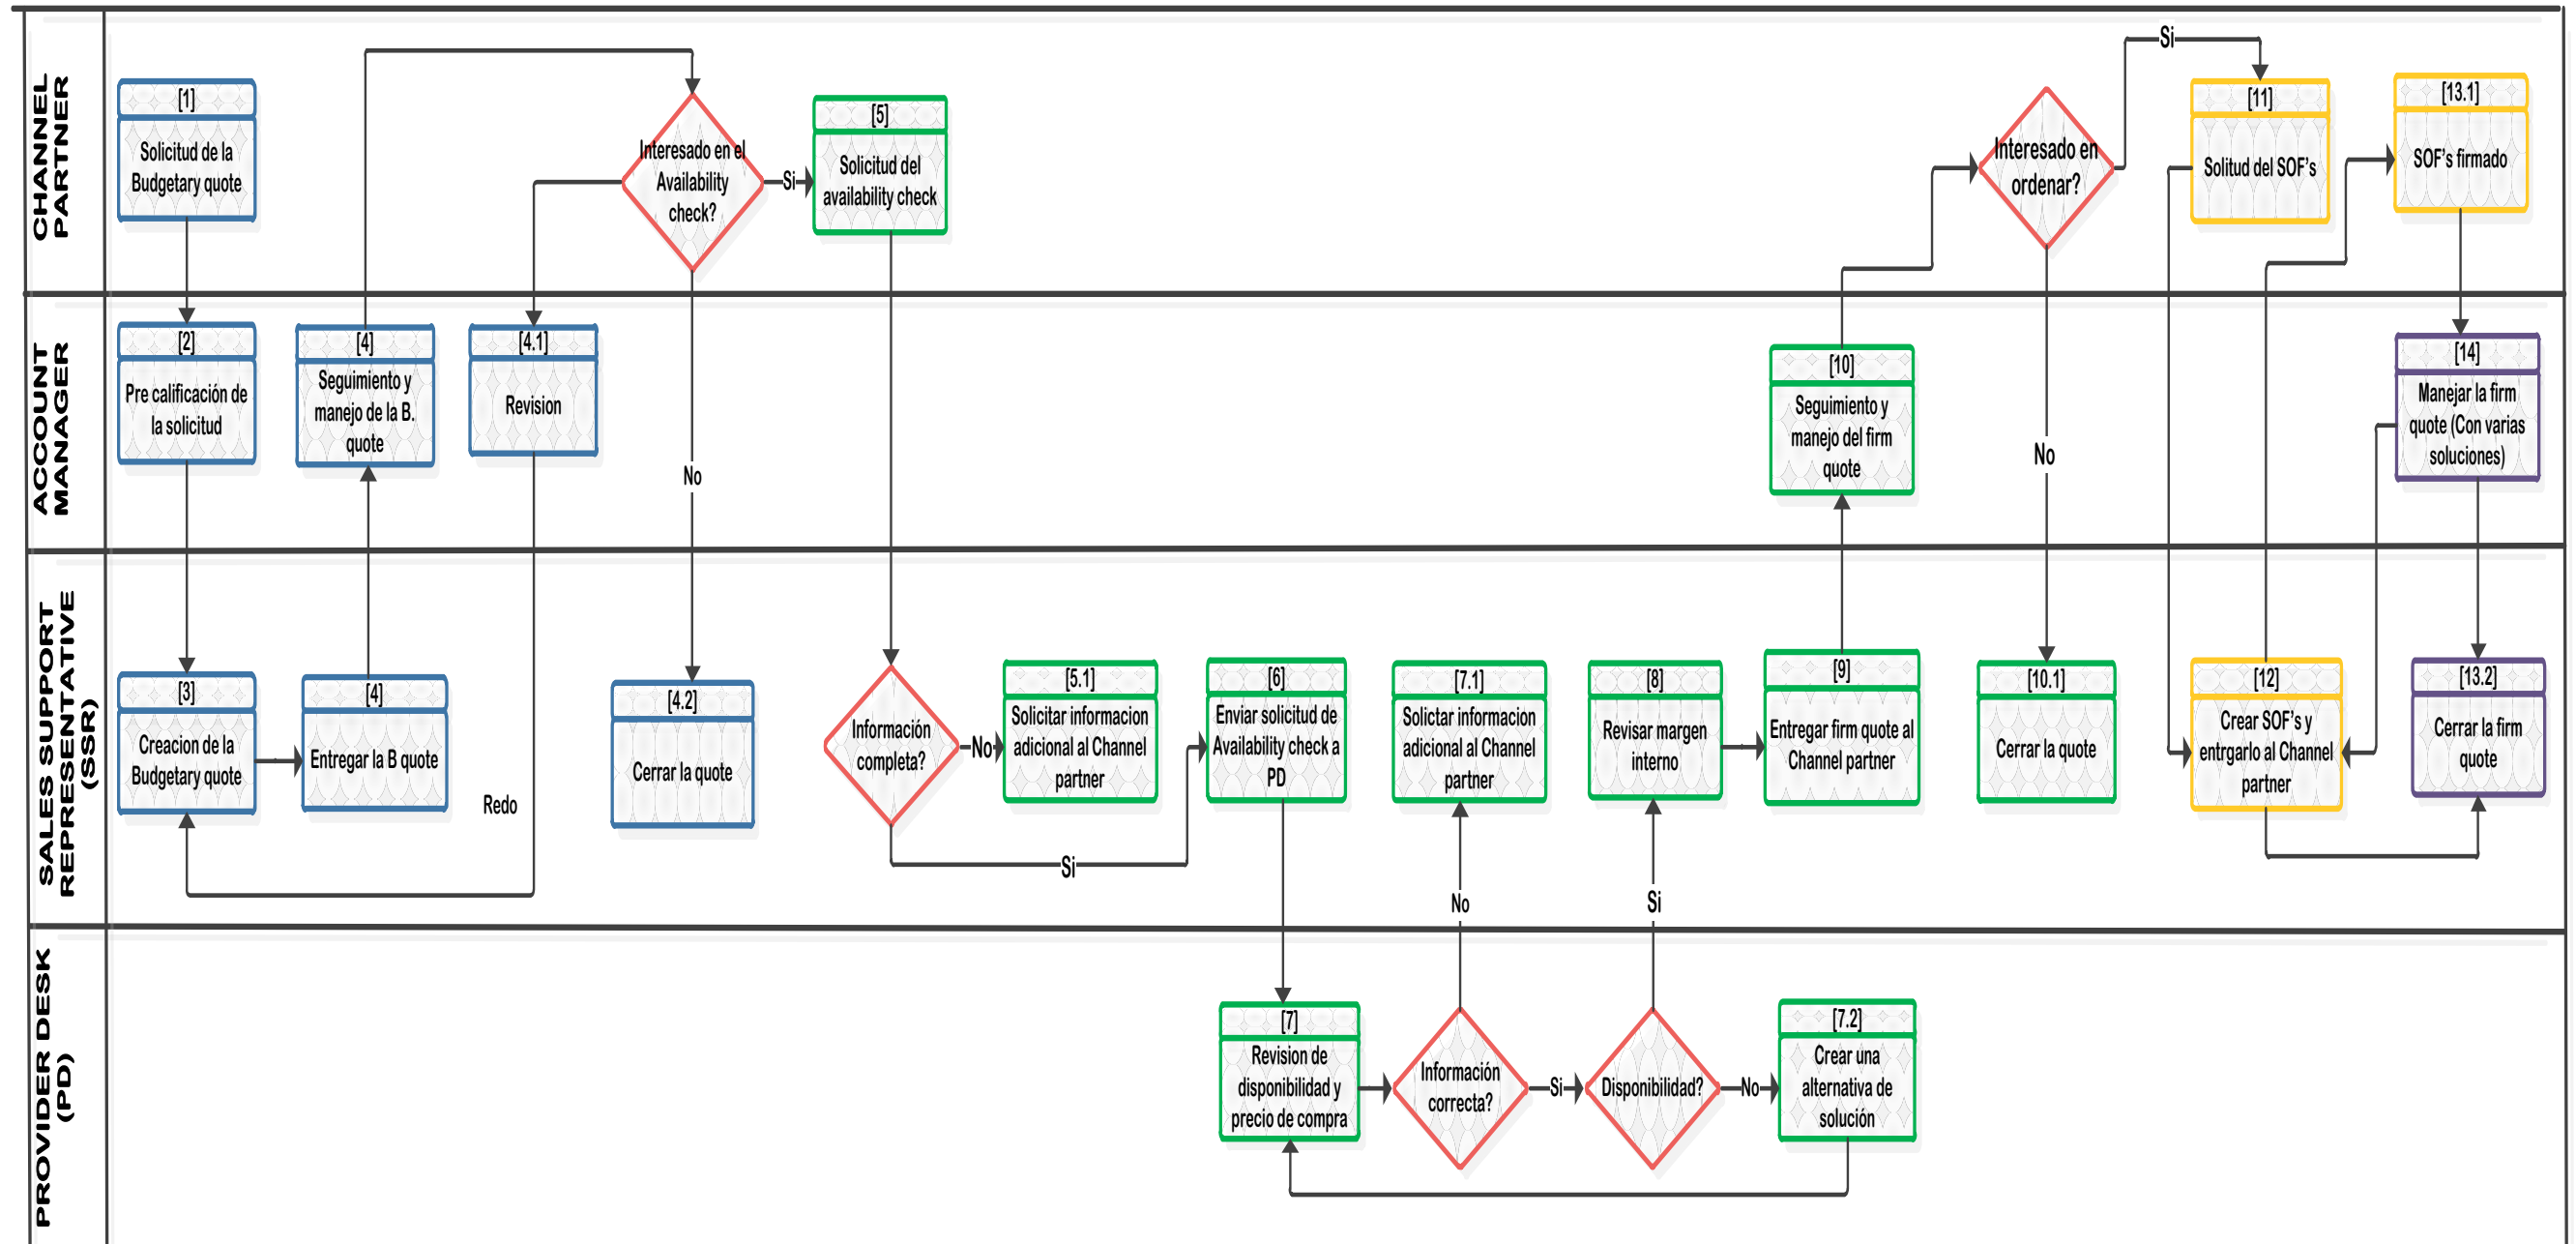 CHANNEL
PARTNER
[1]
Solicitud de la
Budgetary quote
Interesado en el
Availability
check?
Si
[5]
Solicitud del
availability check
Interesado en
ordenar?
Si
[11]
Solitud del SOF's
[13.1]
SOF's firmado
ACCOUNT
MANAGER
[2]
Pre calificación de
la solicitud
[4]
Seguimiento y
manejo de la B.
quote
[4.1]
Revision
No
[10]
Seguimiento y
manejo del firm
quote
No
[14]
Manejar la firm
quote (Con varias
soluciones)
SALES SUPPORT
REPRESENTATIVE
(SSR)
[3]
Creacion de la
Budgetary quote
[4]
Entregar la B quote
Redo
[4.2]
Cerrar la quote
Información
completa?
No
Si
[5.1]
Solicitar informacion
adicional al Channel
partner
[6]
Enviar solicitud de
Availability check a
PD
[7.1]
Solictar informacion
adicional al Channel
partner
No
[8]
Revisar margen
interno
Si
[9]
Entregar firm quote al
Channel partner
[10.1]
Cerrar la quote
[12]
Crear SOF's y
entrgarlo al Channel
partner
[13.2]
Cerrar la firm
quote
PROVIDER DESK
(PD)
[7]
Revision de
disponibilidad y
precio de compra
Información
correcta?
Si
Disponibilidad?
No
[7.2]
Crear una
alternativa de
solución